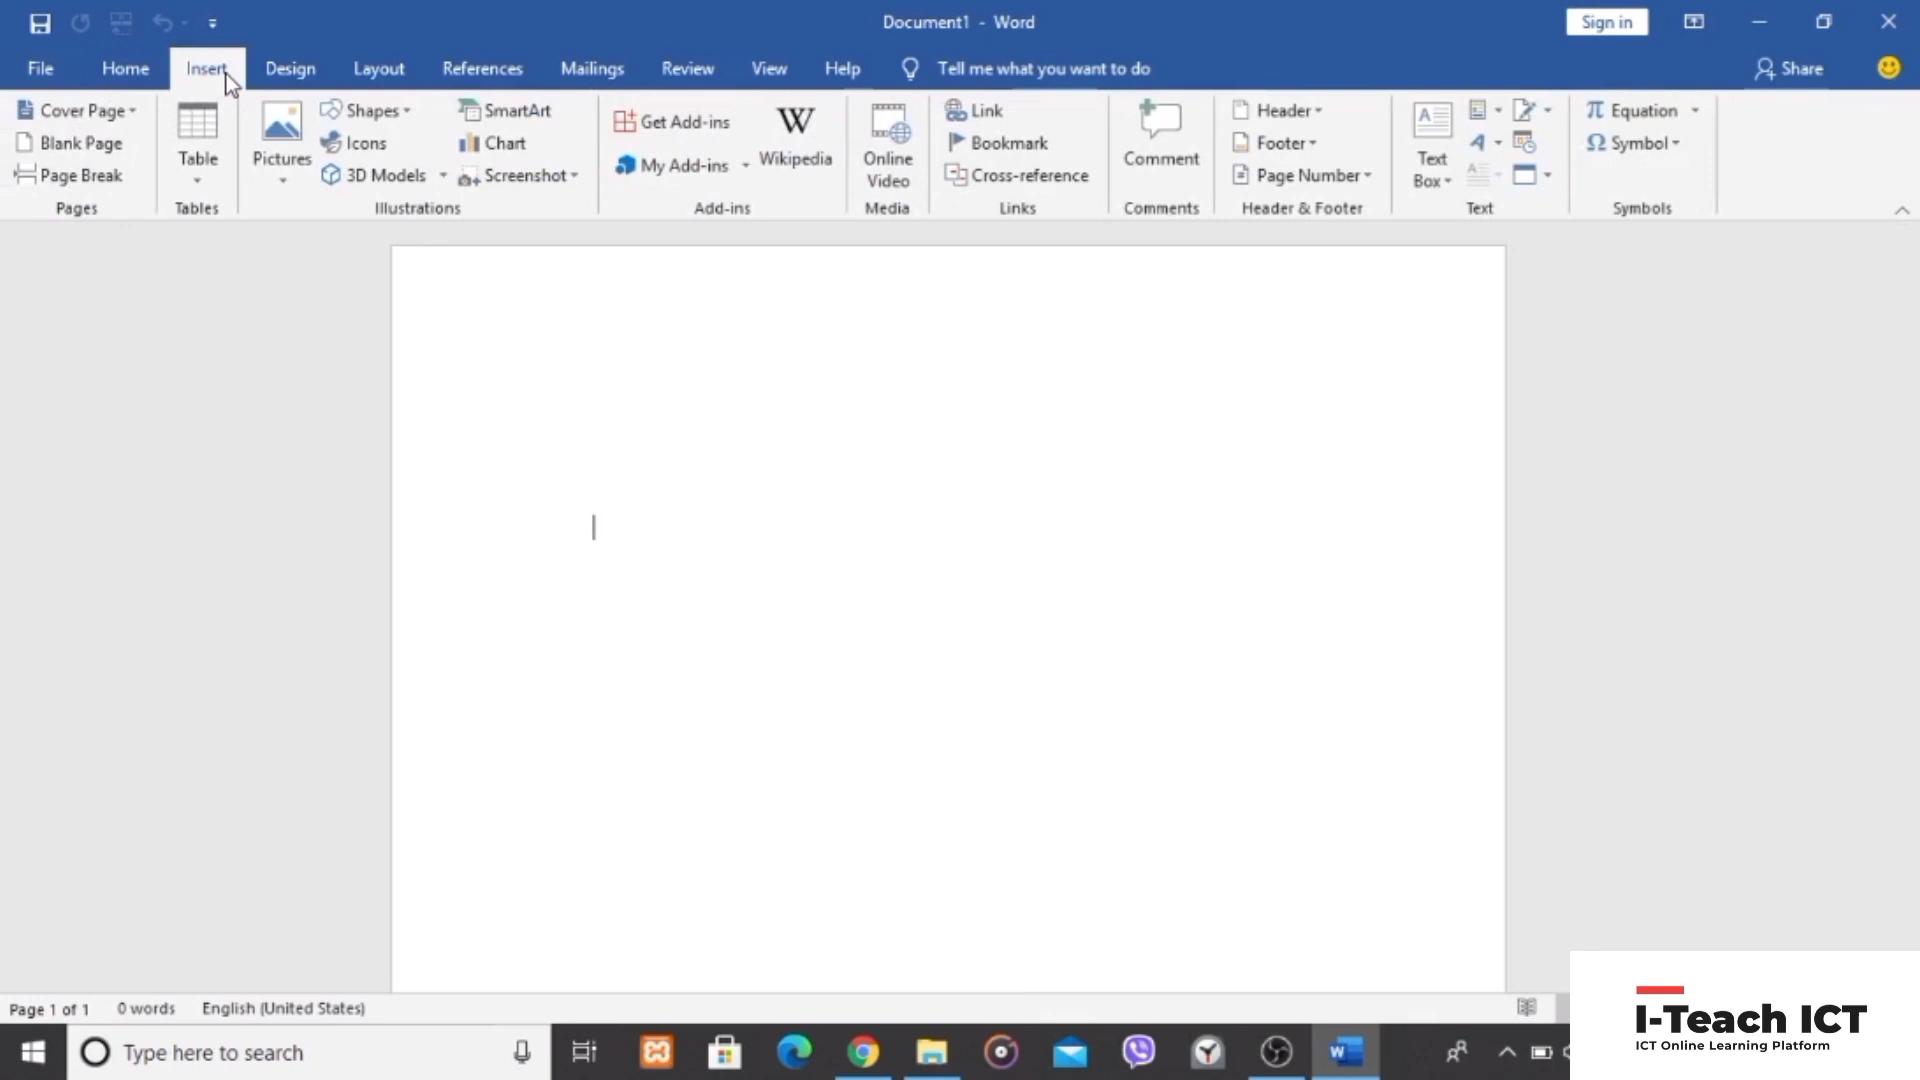 Document1 - Word
Sign in
File Home Insert Design Layout References Mailings Review View Help Tell me what you want to do Share
Cover Page
Blank Page
Page Break
Pages
Table
Tables
Pictures
Shapes
Icons
3D Models
SmartArt
Chart
Screenshot
Illustrations
Get Add-ins
My Add-ins
W
Wikipedia
Add-ins
Online
Video
Media
Link
Bookmark
Cross-reference
Links
Comment
Comments
Header
Footer
Page Number
Header & Footer
Text
Box
Text
π Equation
Ω Symbol
Symbols
Page 1 of 1 0 words English (United States)
Type here to search
I-Teach ICT
ICT Online Learning Platform